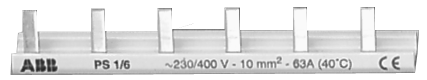 ABB PS 1/6 ~230/400 V - 10 mm² - 63A (40°C) CE